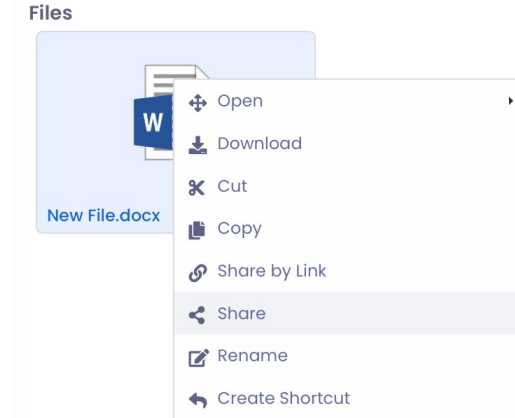 Files
W
New File.docx
Open
Download
Cut
Copy
Share by Link
Share
Rename
Create Shortcut